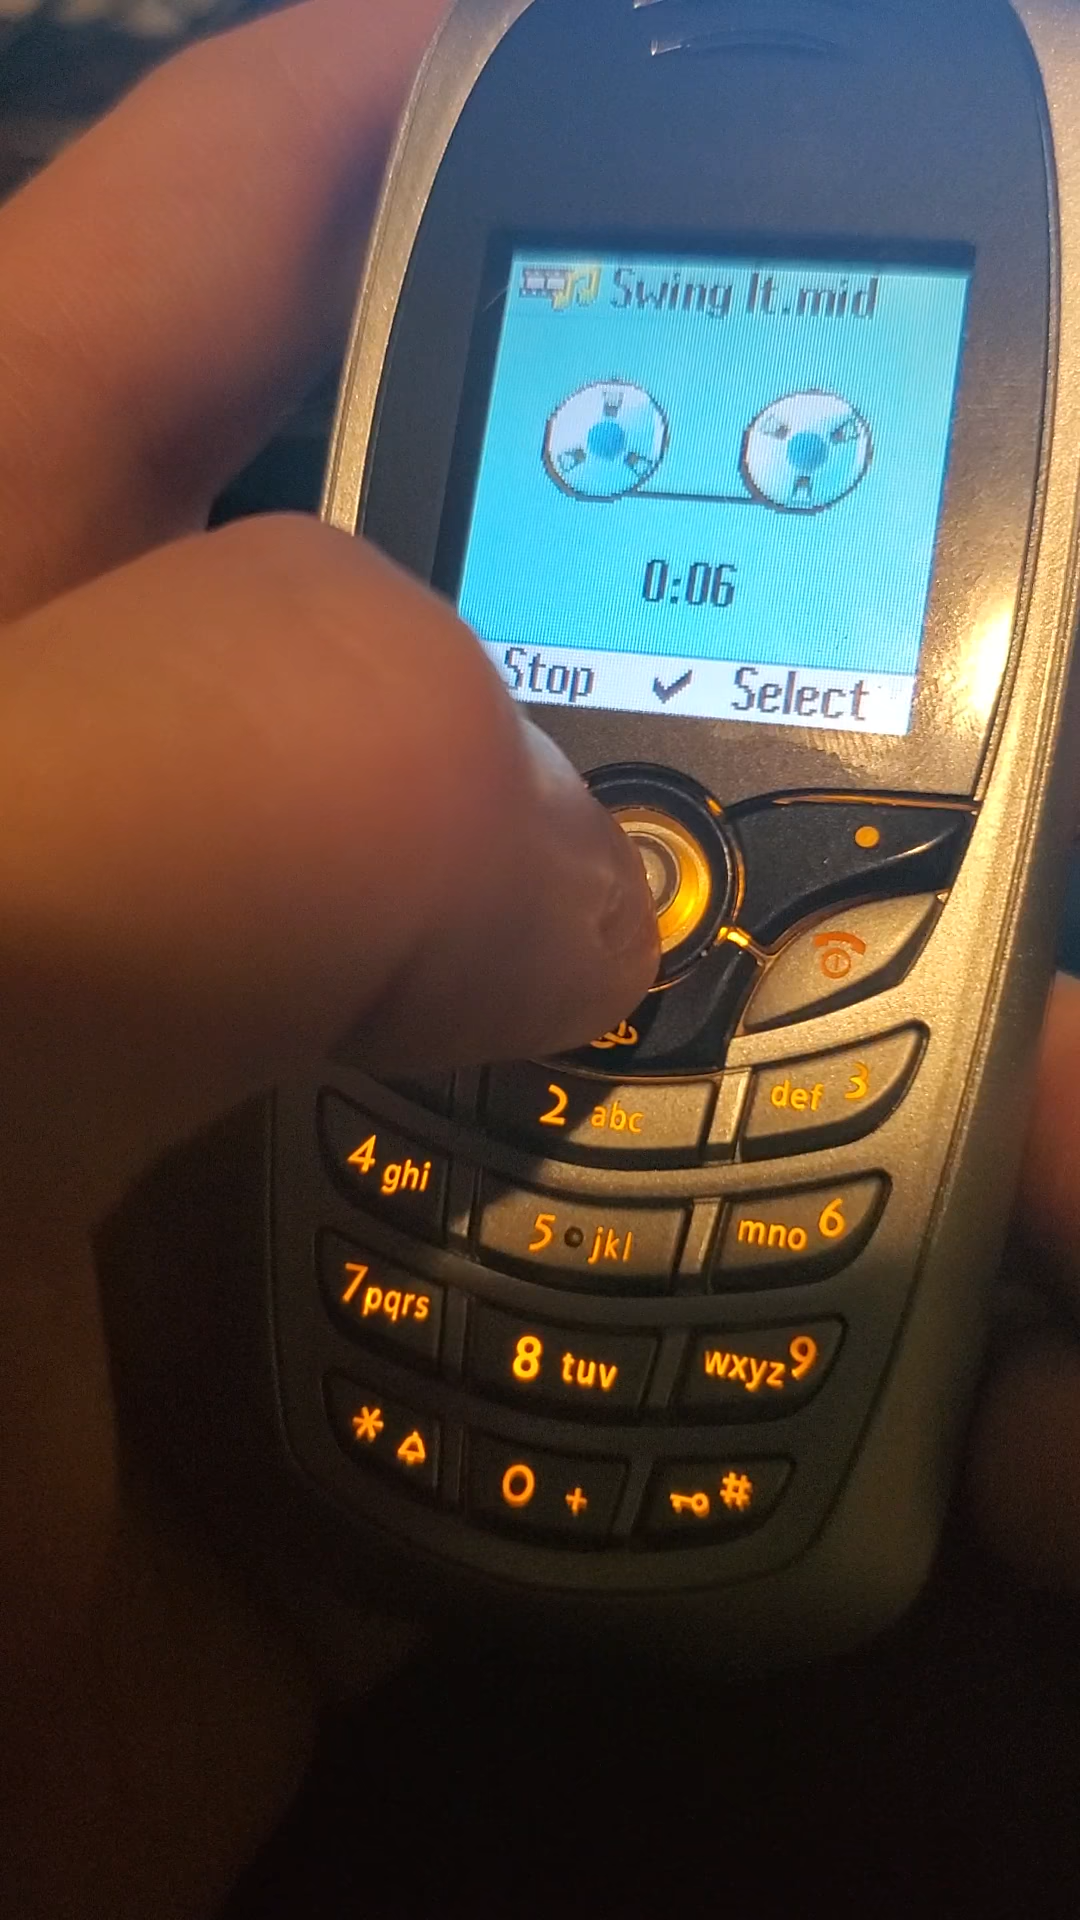 Swing It.mid
0:06
Stop Select
2 abc def 3
4 ghi 5 jkl mno 6
7pqrs 8 tuv wxyz9
* 0 + #